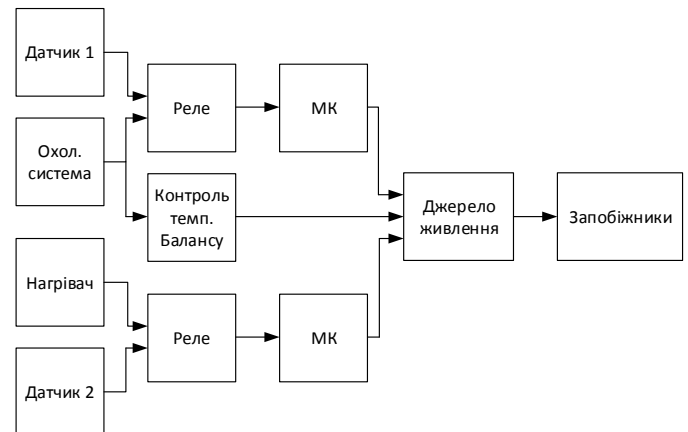 Датчик 1
Реле
МК
Охол.
система
Контроль
темп.
Балансу
Джерело
живлення
Запобіжники
Нагрівач
Реле
МК
Датчик 2